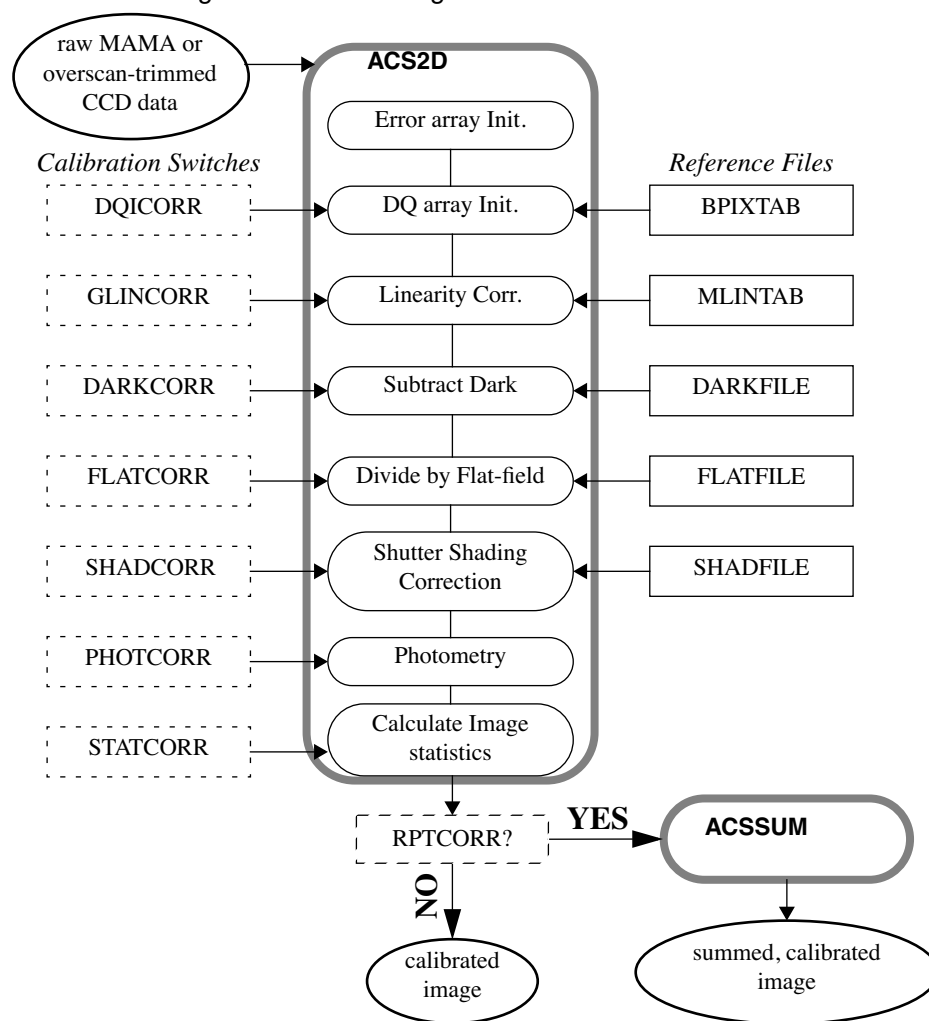 raw MAMA or
overscan-trimmed
CCD data
ACS2D
Error array Init.
Calibration Switches
Reference Files
DQICORR
DQ array Init.
BPIXTAB
GLINCORR
Linearity Corr.
MLINTAB
DARKCORR
Subtract Dark
DARKFILE
FLATCORR
Divide by Flat-field
FLATFILE
SHADCORR
Shutter Shading
Correction
SHADFILE
PHOTCORR
Photometry
STATCORR
Calculate Image
statistics
RPTCORR?
YES
ACSSUM
NO
calibrated
image
summed, calibrated
image